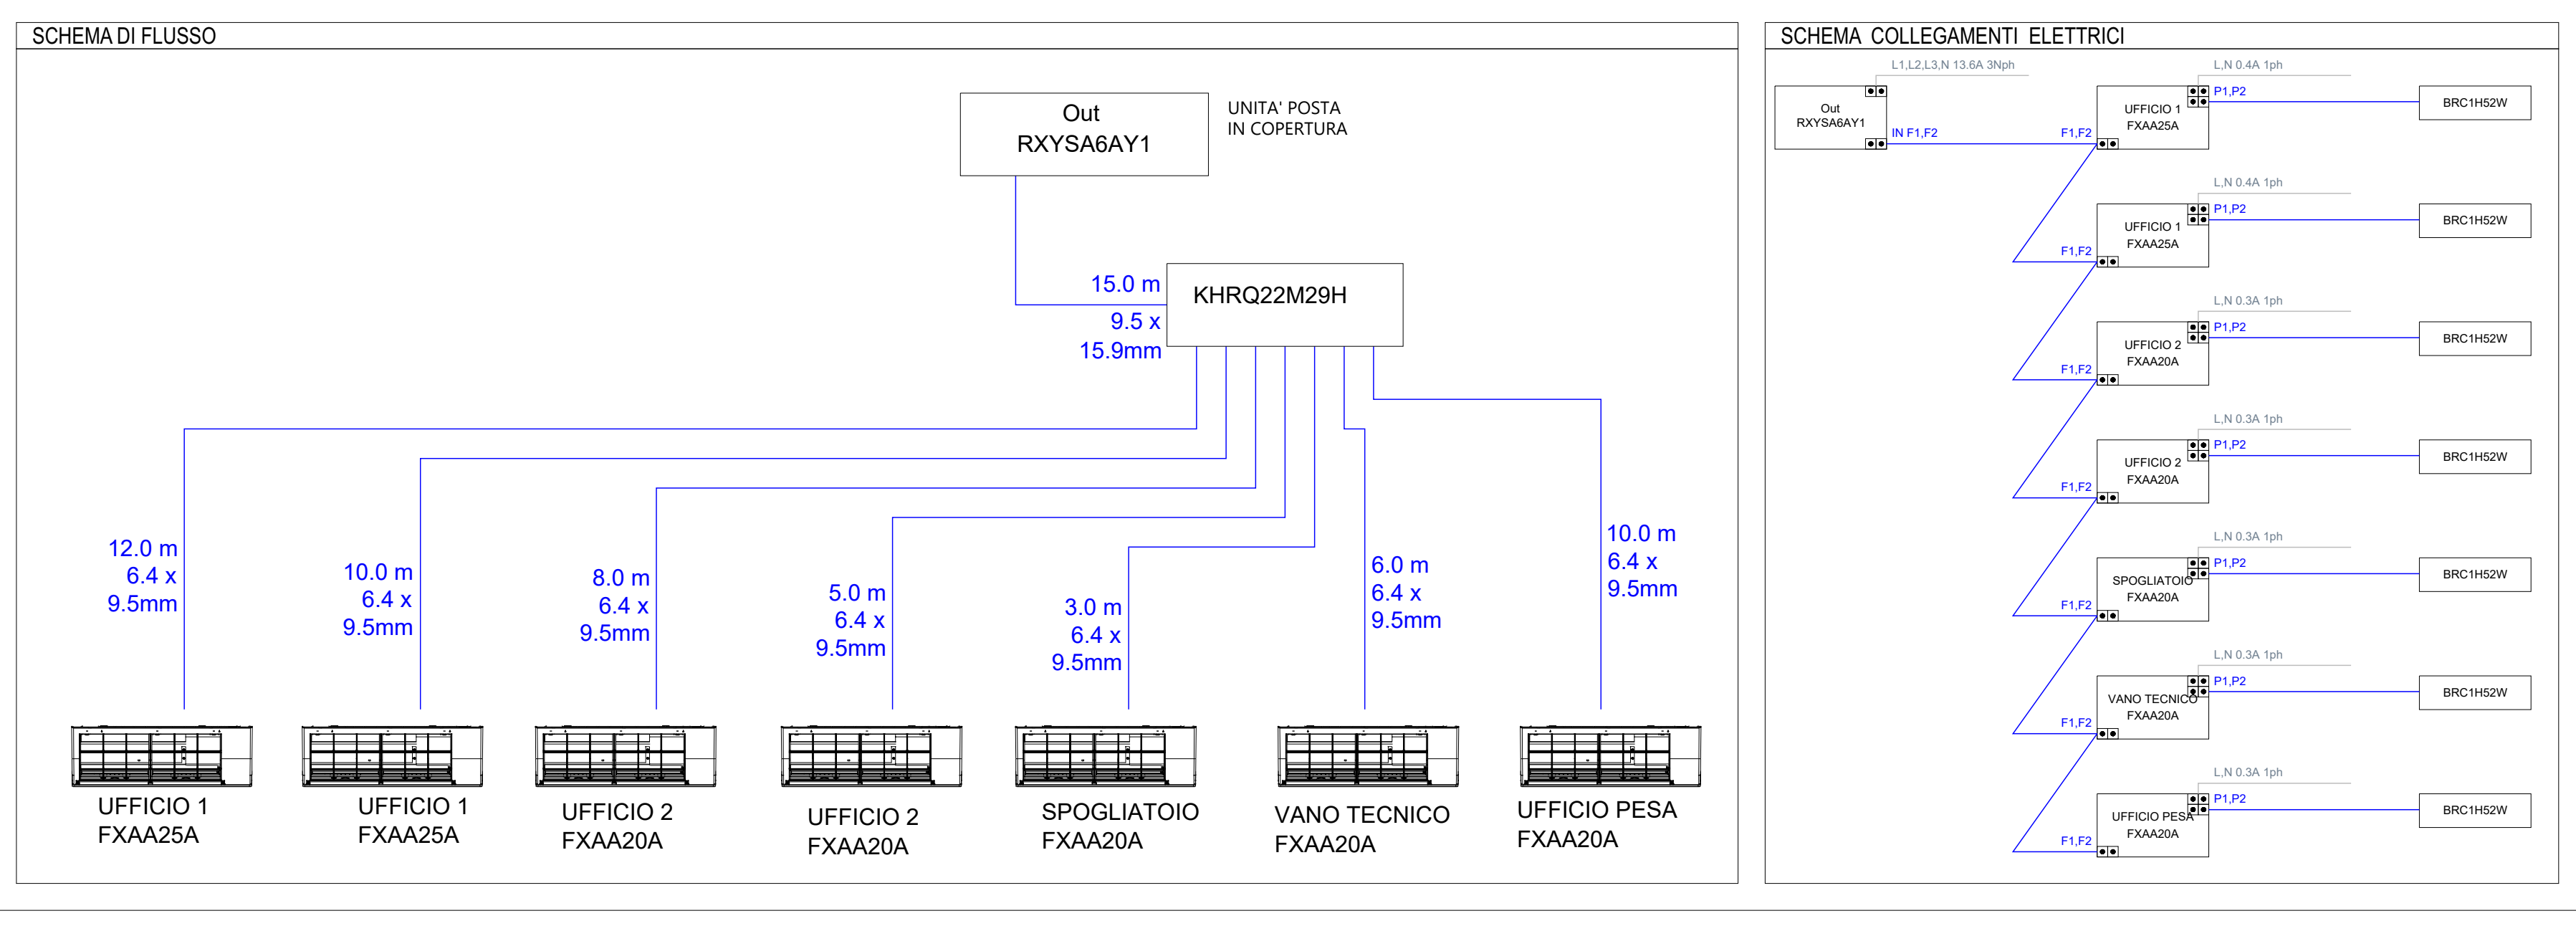 SCHEMA DI FLUSSO
Out
RXYSA6AY1
UNITA' POSTA
IN COPERTURA
15.0 m
9.5 x
15.9mm
KHRQ22M29H
12.0 m
6.4 x
9.5mm
10.0 m
6.4 x
9.5mm
8.0 m
6.4 x
9.5mm
5.0 m
6.4 x
9.5mm
3.0 m
6.4 x
9.5mm
6.0 m
6.4 x
9.5mm
10.0 m
6.4 x
9.5mm
UFFICIO 1
FXAA25A
UFFICIO 1
FXAA25A
UFFICIO 2
FXAA20A
UFFICIO 2
FXAA20A
SPOGLIATOIO
FXAA20A
VANO TECNICO
FXAA20A
UFFICIO PESA
FXAA20A
SCHEMA COLLEGAMENTI ELETTRICI
L1,L2,L3,N 13.6A 3Nph
Out
RXYSA6AY1
IN F1,F2
L,N 0.4A 1ph
P1,P2
UFFICIO 1
FXAA25A
F1,F2
BRC1H52W
L,N 0.4A 1ph
P1,P2
UFFICIO 1
FXAA25A
F1,F2
BRC1H52W
L,N 0.3A 1ph
P1,P2
UFFICIO 2
FXAA20A
F1,F2
BRC1H52W
L,N 0.3A 1ph
P1,P2
UFFICIO 2
FXAA20A
F1,F2
BRC1H52W
L,N 0.3A 1ph
P1,P2
SPOGLIATOIO
FXAA20A
F1,F2
BRC1H52W
L,N 0.3A 1ph
P1,P2
VANO TECNICO
FXAA20A
F1,F2
BRC1H52W
L,N 0.3A 1ph
P1,P2
UFFICIO PESA
FXAA20A
F1,F2
BRC1H52W